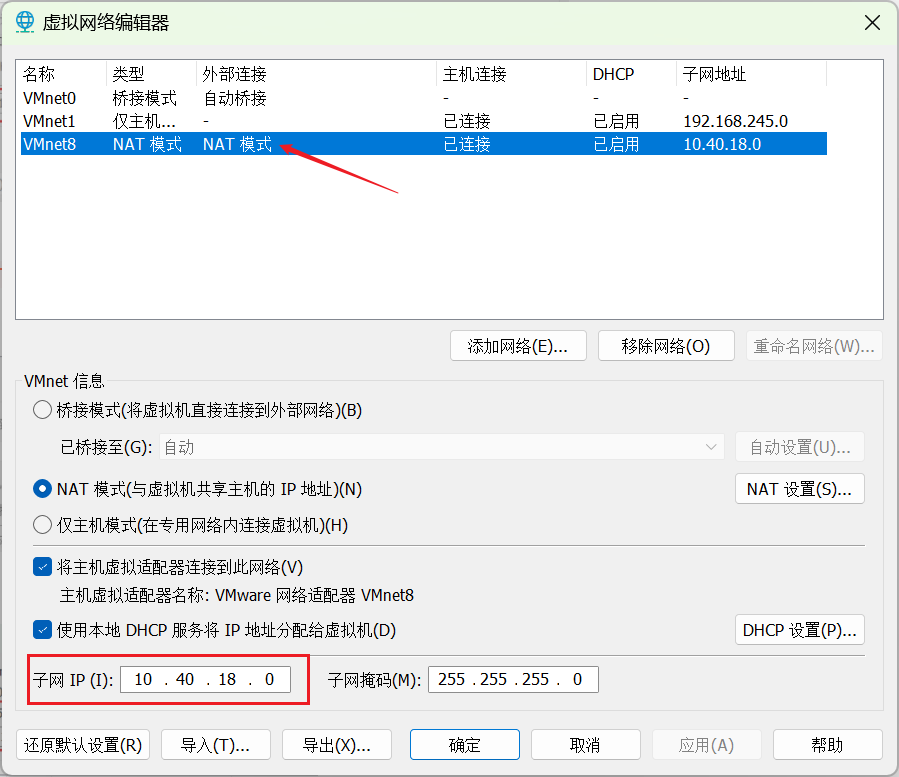 虚拟网络编辑器
名称 类型 外部连接 主机连接 DHCP 子网地址
VMnet0 桥接模式 自动桥接 - - -
VMnet1 仅主机... - 已连接 已启用 192.168.245.0
VMnet8 NAT 模式 NAT 模式 已连接 已启用 10.40.18.0
添加网络(E)... 移除网络(O) 重命名网络(W)...
VMnet 信息
桥接模式(将虚拟机直接连接到外部网络)(B)
已桥接至(G): 自动 自动设置(U)...
NAT 模式(与虚拟机共享主机的 IP 地址)(N) NAT 设置(S)...
仅主机模式(在专用网络内连接虚拟机)(H)
将主机虚拟适配器连接到此网络(V)
主机虚拟适配器名称: VMware 网络适配器 VMnet8
使用本地 DHCP 服务将 IP 地址分配给虚拟机(D) DHCP 设置(P)...
子网 IP (I): 10 . 40 . 18 . 0 子网掩码(M): 255 . 255 . 255 . 0
还原默认设置(R) 导入(T)... 导出(X)... 确定 取消 应用(A) 帮助